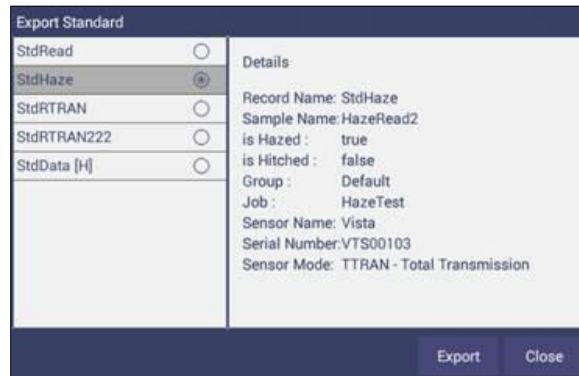 Export Standard
StdRead
StdHaze
StdRTRAN
StdRTRAN222
StdData [H]
Details
Record Name: StdHaze
Sample Name: HazeRead2
is Hazed : true
is Hitched : false
Group : Default
Job : HazeTest
Sensor Name: Vista
Serial Number:VTS00103
Sensor Mode: TTRAN - Total Transmission
Export Close